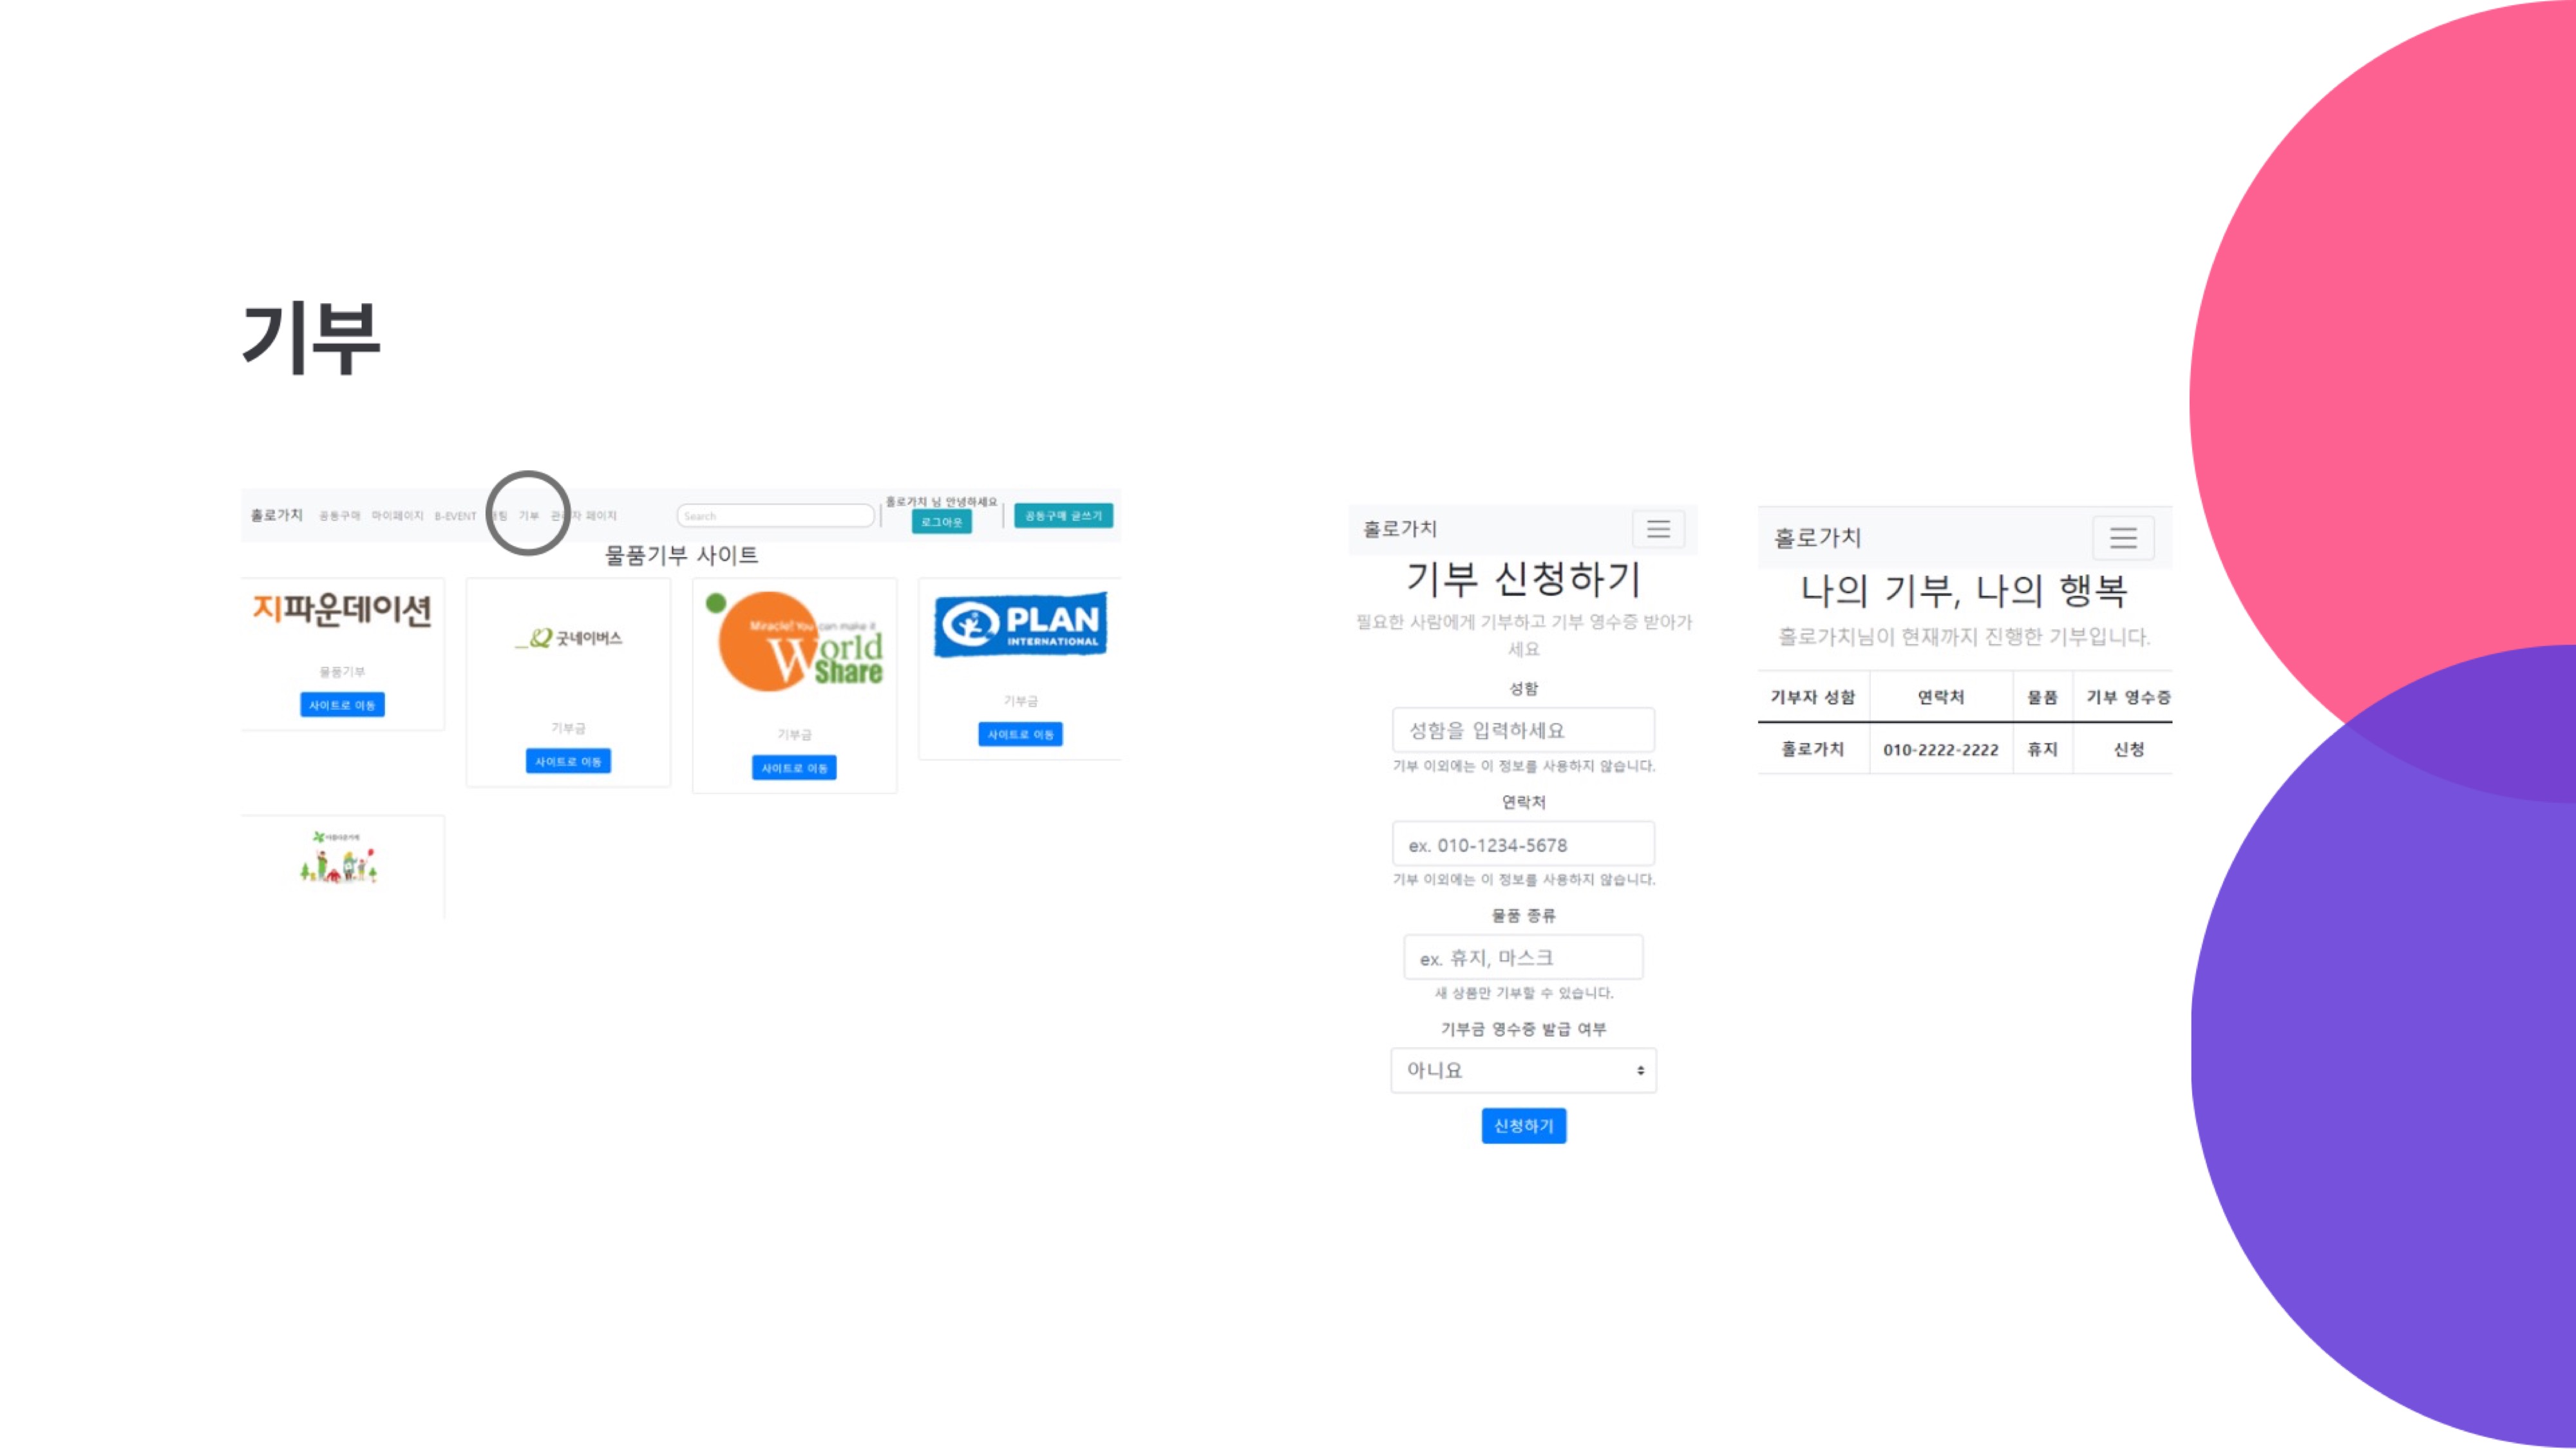 기부
홀로가치 공동구매 마이페이지 B-EVENT 기부 관리자 페이지
Search
홀로가치 님 안녕하세요
로그아웃
공동구매 글쓰기
물품기부 사이트
지파운데이션
물품기부
사이트로 이동
굿네이버스
기부금
사이트로 이동
Miracle! You can make it
World
Share
기부금
사이트로 이동
PLAN
INTERNATIONAL
기부금
사이트로 이동
아름다운가게
홀로가치
기부 신청하기
필요한 사람에게 기부하고 기부 영수증 받아가
세요
성함
성함을 입력하세요
기부 이외에는 이 정보를 사용하지 않습니다.
연락처
ex. 010-1234-5678
기부 이외에는 이 정보를 사용하지 않습니다.
물품 종류
ex. 휴지, 마스크
새 상품만 기부할 수 있습니다.
기부금 영수증 발급 여부
아니요
신청하기
홀로가치
나의 기부, 나의 행복
홀로가치님이 현재까지 진행한 기부입니다.
기부자 성함 연락처 물품 기부 영수증
홀로가치 010-2222-2222 휴지 신청